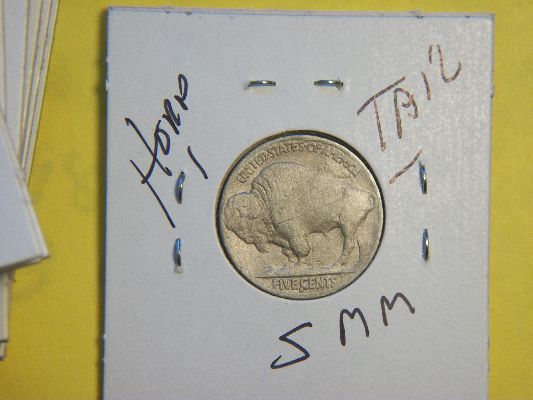 HORN
TAIL
UNITED STATES OF AMERICA
FIVE CENTS
5 MM